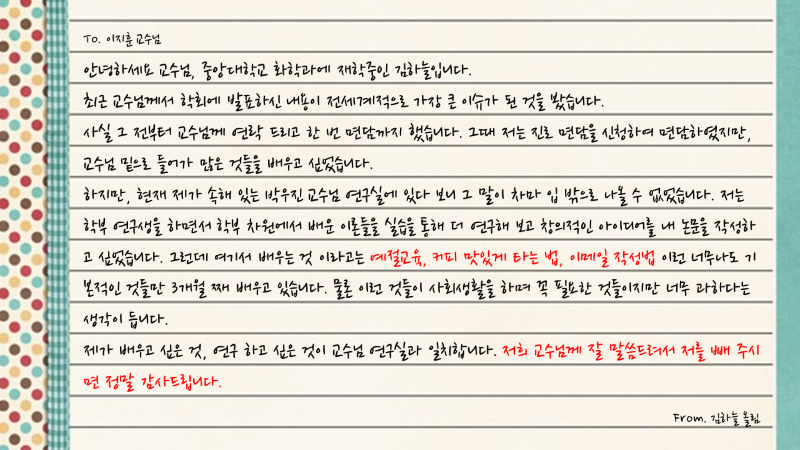 To. 이지훈 교수님
안녕하세요 교수님, 중앙대학교 화학과에 재학중인 김하늘입니다.
최근 교수님께서 학회에 발표하신 내용이 전세계적으로 가장 큰 이슈가 된 것을 봤습니다.
사실 그 전부터 교수님께 연락 드리고 한 번 면담까지 했습니다. 그때 저는 진로 면담을 신청하여 면담하였지만,
교수님 밑으로 들어가 많은 것들을 배우고 싶었습니다.
하지만, 현재 제가 속해 있는 박우진 교수님 연구실에 있다 보니 그 말이 차마 입 밖으로 나올 수 없었습니다. 저는
학부 연구생을 하면서 학부 차원에서 배운 이론들을 실습을 통해 더 연구해 보고 창의적인 아이디어를 내 논문을 작성하
고 싶었습니다. 그런데 여기서 배우는 것 이라고는 예절교육, 커피 맛있게 타는 법, 이메일 작성법 이런 너무나도 기
본적인 것들만 3개월 째 배우고 있습니다. 물론 이런 것들이 사회생활을 하며 꼭 필요한 것들이지만 너무 과하다는
생각이 듭니다.
제가 배우고 싶은 것, 연구 하고 싶은 것이 교수님 연구실과 일치합니다. 저희 교수님께 잘 말씀드려서 저를 빼 주시
면 정말 감사드립니다.
From. 김하늘 올림